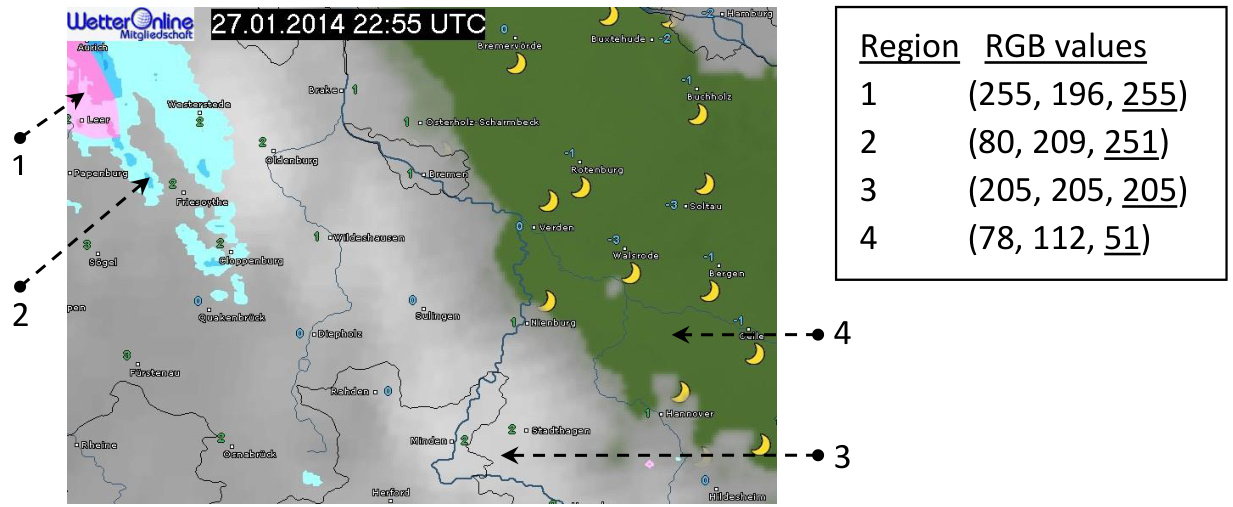 WetterOnline
Mitgliedschaft
27.01.2014 22:55 UTC
Aurich
Bremervörde
0
Buxtehude
-2
-2
Hamburg
Brake
1
-1
Buchholz
Leer
Westerstede
2
1
Osterholz-Scharmbeck
2
Oldenburg
-1
Rotenburg
Papenburg
2
Friesoythe
1
Bremen
-3
Soltau
3
Sögel
2
Cloppenburg
1
Wildeshausen
0
Verden
-3
Walsrode
-1
Bergen
pen
0
Quakenbrück
0
Sulingen
0
Diepholz
1
Nienburg
-1
Celle
3
Fürstenau
Rahden
0
1
Hannover
Rheine
2
Osnabrück
Minden
2
2
Stadthagen
Herford
0
Hildesheim
1
2
4
3
Region RGB values
1 (255, 196, 255)
2 (80, 209, 251)
3 (205, 205, 205)
4 (78, 112, 51)